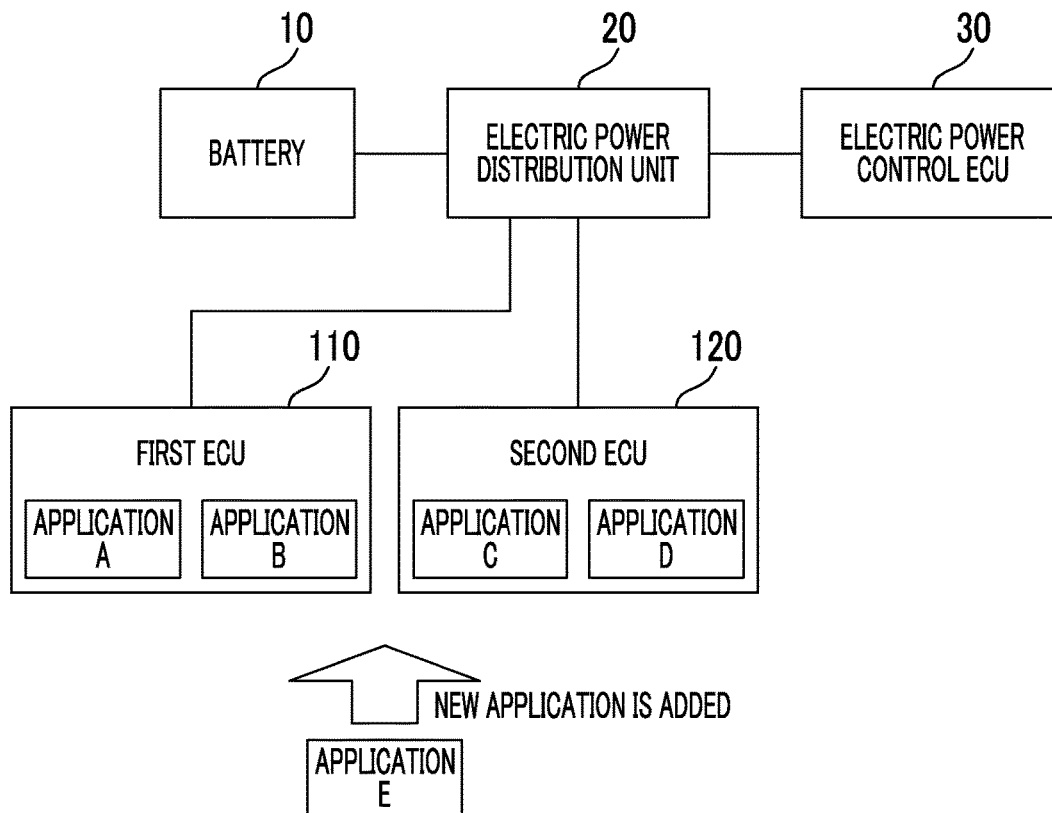 10
20
30
BATTERY
ELECTRIC POWER
DISTRIBUTION UNIT
ELECTRIC POWER
CONTROL ECU
110
120
FIRST ECU
SECOND ECU
APPLICATION
A
APPLICATION
B
APPLICATION
C
APPLICATION
D
NEW APPLICATION IS ADDED
APPLICATION
E